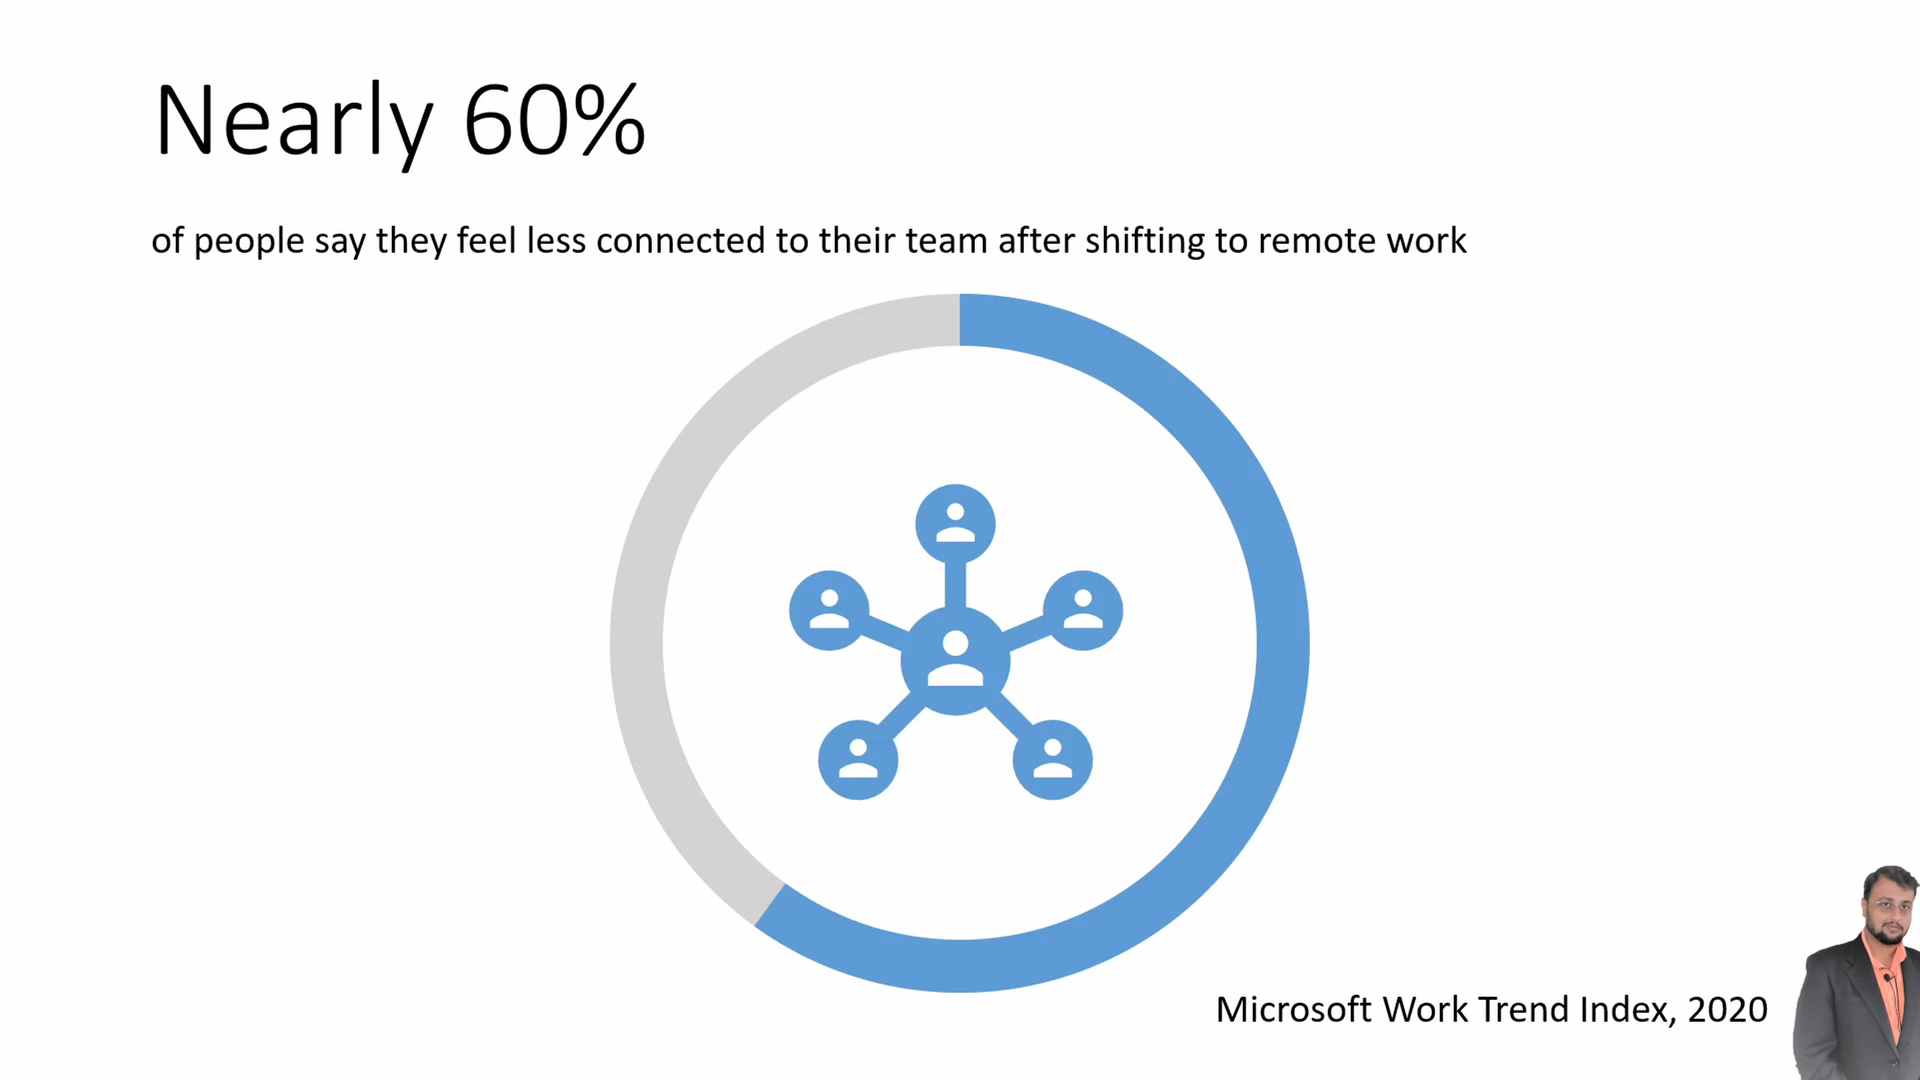 Nearly 60%
of people say they feel less connected to their team after shifting to remote work
Microsoft Work Trend Index, 2020